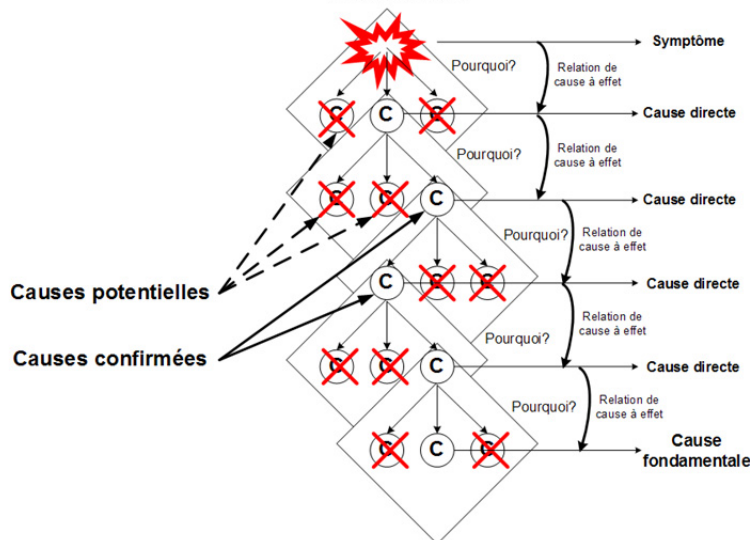 Symptôme
Pourquoi?
Relation de
cause à effet
C
C
C
Cause directe
Pourquoi?
Relation de
cause à effet
C
C
C
Cause directe
Pourquoi?
Relation de
cause à effet
Causes potentielles
C
C
C
Cause directe
Causes confirmées
Pourquoi?
Relation de
cause à effet
C
C
C
Cause directe
Pourquoi?
Relation de
cause à effet
C
C
C
Cause
fondamentale